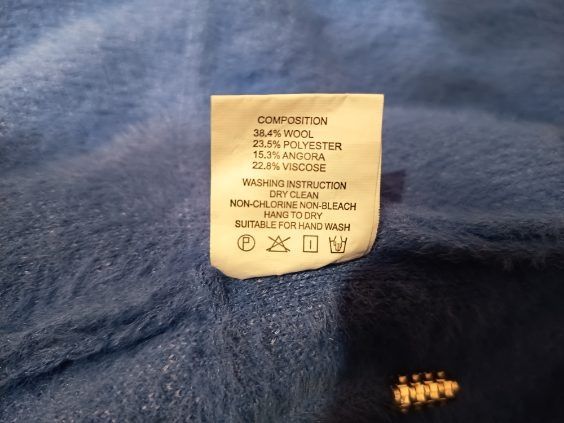 COMPOSITION
38.4% WOOL
23.5% POLYESTER
15.3% ANGORA
22.8% VISCOSE
WASHING INSTRUCTION
DRY CLEAN
NON-CHLORINE NON-BLEACH
HANG TO DRY
SUITABLE FOR HAND WASH
P